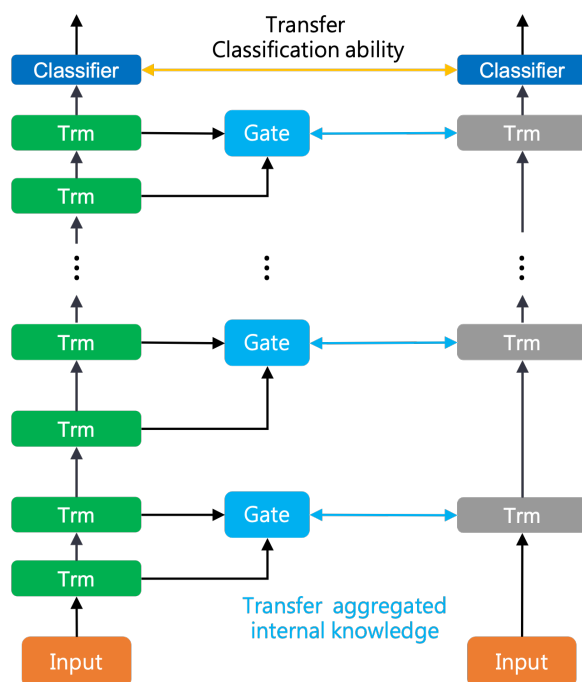 Transfer
Classification ability
Classifier
Classifier
Trm
Gate
Trm
Trm
Trm
Gate
Trm
Trm
Trm
Gate
Trm
Trm
Transfer aggregated
internal knowledge
Input
Input